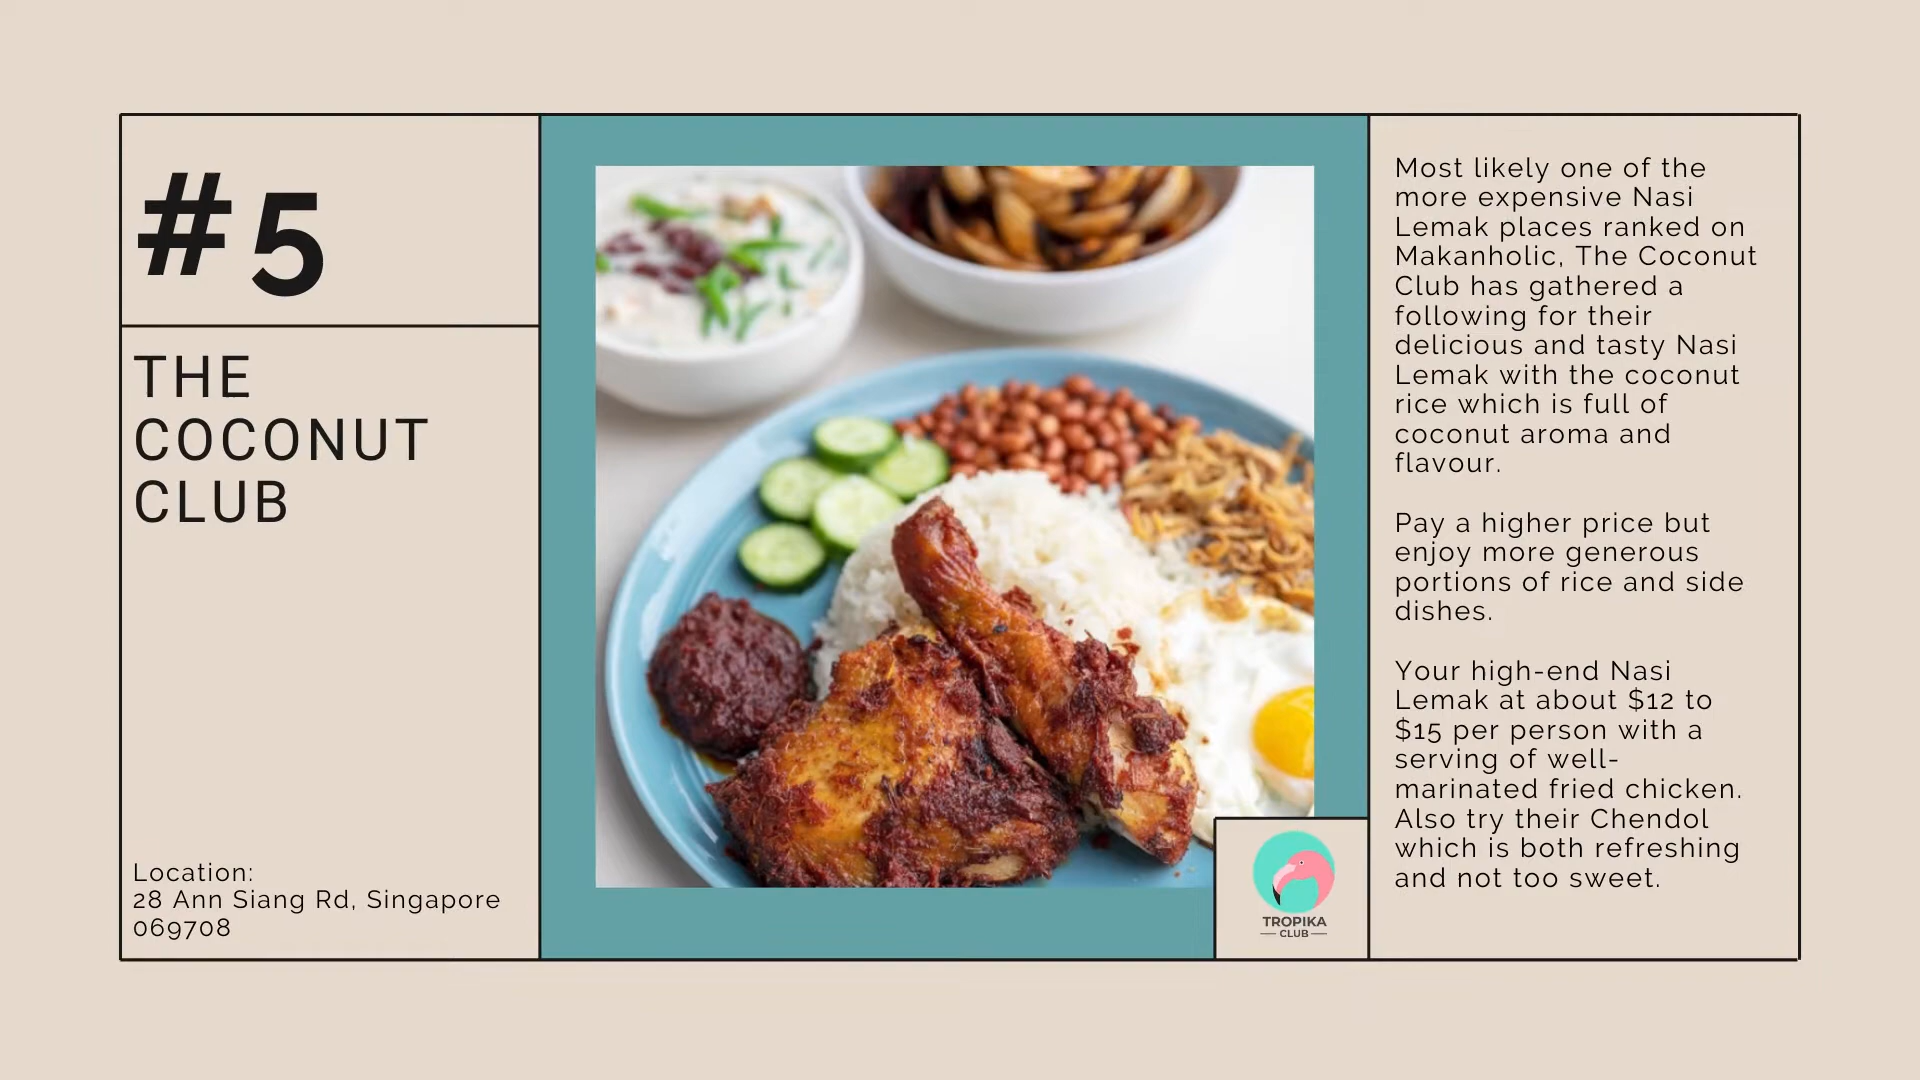 #5
THE
COCONUT
CLUB
Location:
28 Ann Siang Rd, Singapore
069708
TROPIKA
CLUB
Most likely one of the
more expensive Nasi
Lemak places ranked on
Makanholic, The Coconut
Club has gathered a
following for their
delicious and tasty Nasi
Lemak with the coconut
rice which is full of
coconut aroma and
flavour.
Pay a higher price but
enjoy more generous
portions of rice and side
dishes.
Your high-end Nasi
Lemak at about $12 to
$15 per person with a
serving of well-
marinated fried chicken.
Also try their Chendol
which is both refreshing
and not too sweet.